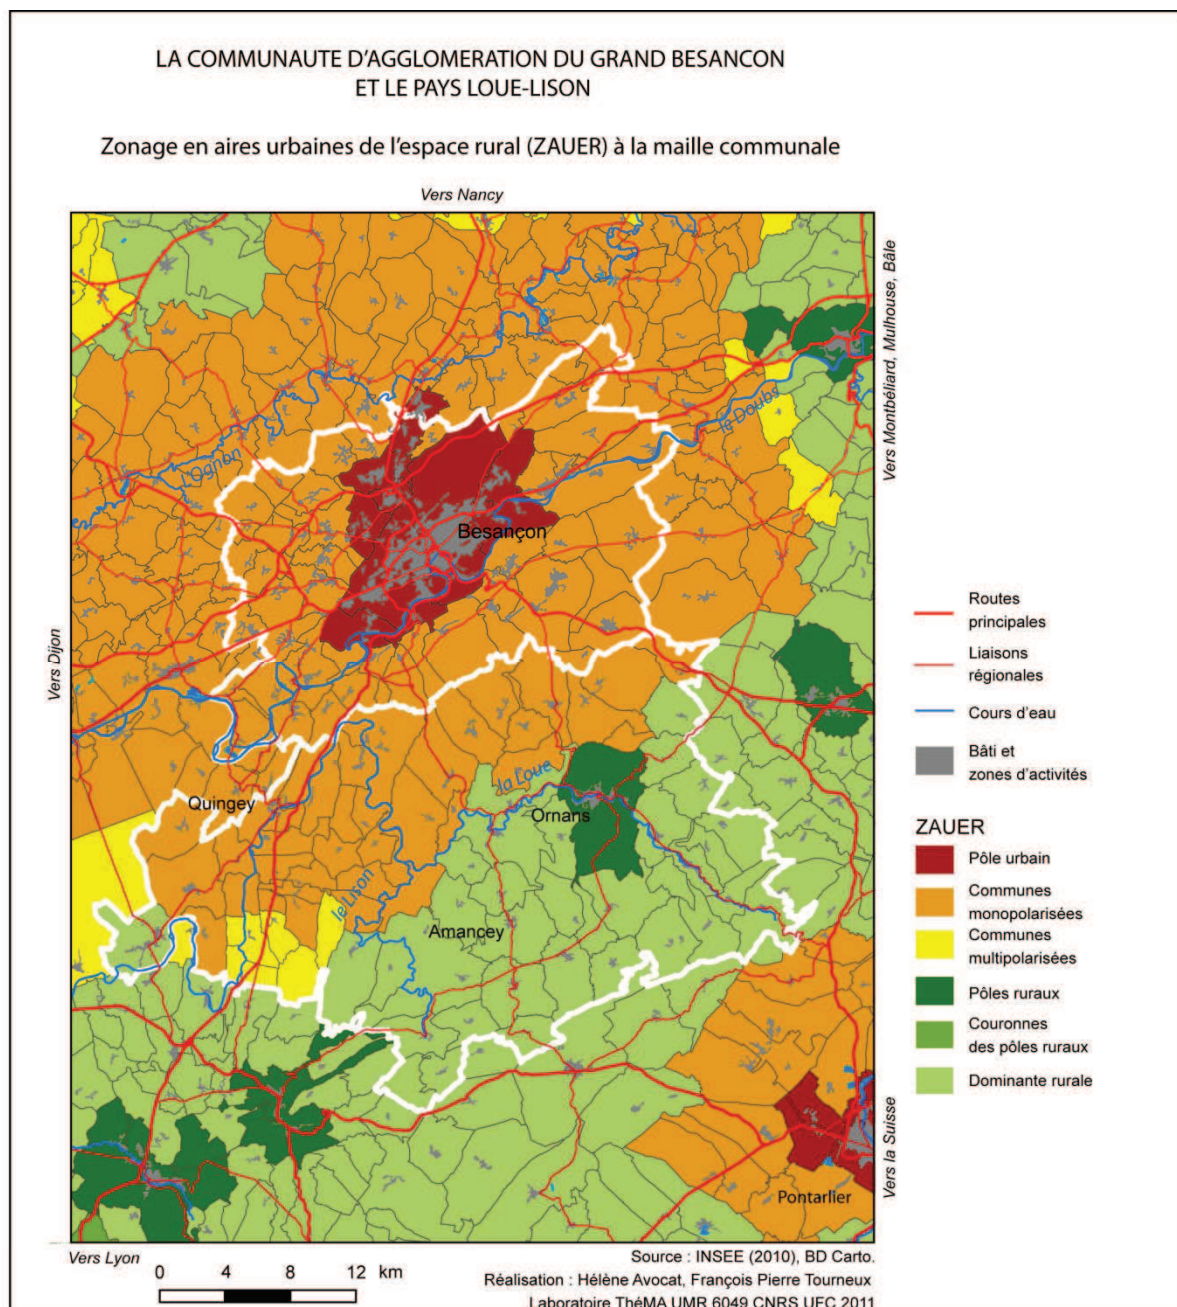 LA COMMUNAUTE D'AGGLOMERATION DU GRAND BESANCON
ET LE PAYS LOUE-LISON
Zonage en aires urbaines de l'espace rural (ZAUER) à la maille communale
Vers Nancy
Vers Montbéliard, Mulhouse, Bâle
le Doubs
l'Ognon
Besançon
Vers Dijon
Routes
principales
Liaisons
régionales
Cours d'eau
Bâti et
zones d'activités
la Loue
Quingey
Ornans
le Lison
Amancey
ZAUER
Pôle urbain
Communes
monopolarisées
Communes
multipolarisées
Pôles ruraux
Couronnes
des pôles ruraux
Dominante rurale
Vers la Suisse
Pontarlier
Vers Lyon
0 4 8 12 km
Source : INSEE (2010), BD Carto.
Réalisation : Hélène Avocat, François Pierre Tourneux
Laboratoire ThéMA UMR 6049 CNRS UFC 2011